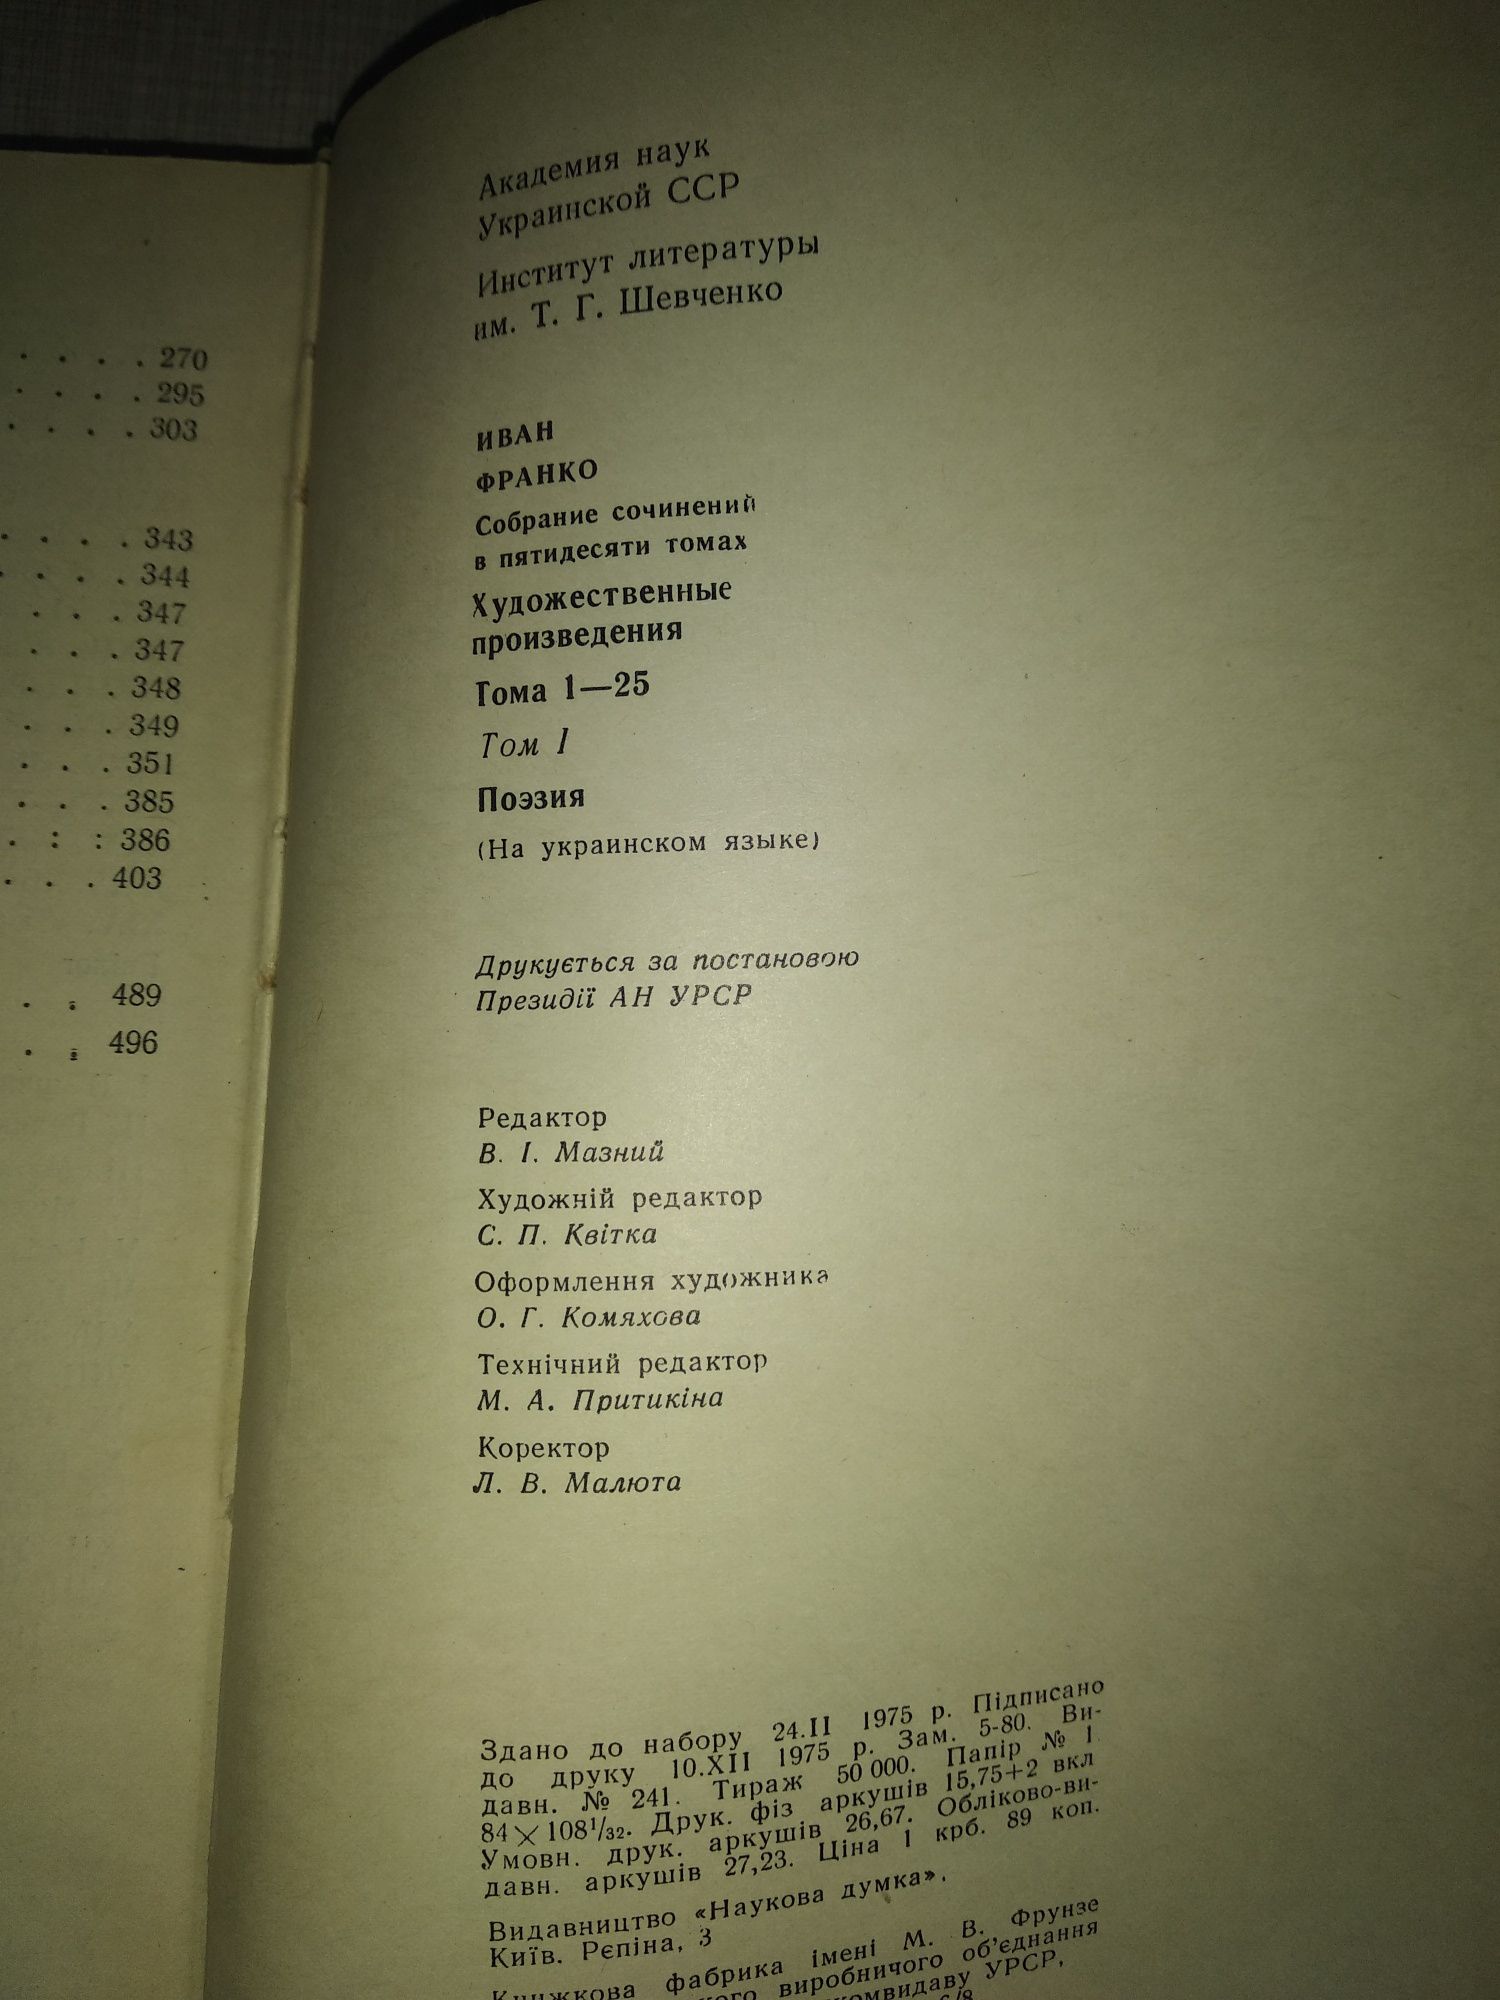 . . . . 270
. . . . 295
. . . . 303
. . . . 343
. . . . 344
. . . 347
. . . 347
. . . 348
. . . 349
. . . 351
. . . 385
. : : 386
. . . 403
. . 489
. . 496
Академия наук
Украинской ССР
Институт литературы
им. Т. Г. Шевченко
ИВАН
ФРАНКО
Собрание сочинений
в пятидесяти томах
Художественные
произведения
Тома 1—25
Том 1
Поэзия
(На украинском языке)
Друкується за постановою
Президії АН УРСР
Редактор
В. І. Мазний
Художній редактор
С. П. Квітка
Оформлення художника
О. Г. Комяхова
Технічний редактор
М. А. Притикіна
Коректор
Л. В. Малюта
Здано до набору 24.II 1975 р. Підписано
до друку 10.XII 1975 р. Зам. 5-80. Ви-
давн. № 241. Тираж 50 000. Папір № 1
84×108¹/₃₂. Друк. фіз аркушів 15,75+2 вкл
Умовн. друк. аркушів 26,67. Обліково-ви-
давн. аркушів 27,23. Ціна 1 крб. 89 коп.
Видавництво «Наукова думка».
Київ. Рєпіна, 3
Книжкова фабрика імені М. В. Фрунзе
виробничого об'єднання
УРСР,